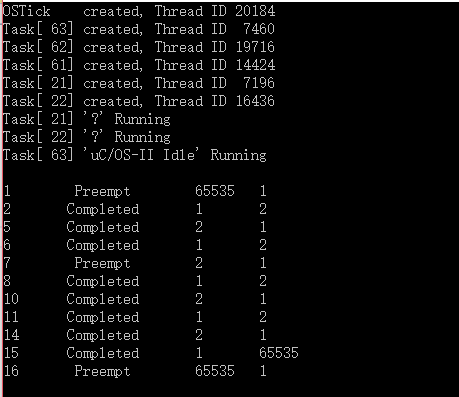 OSTick    created, Thread ID 20184
Task[ 63] created, Thread ID  7460
Task[ 62] created, Thread ID 19716
Task[ 61] created, Thread ID 14424
Task[ 21] created, Thread ID  7196
Task[ 22] created, Thread ID 16436
Task[ 21] '?' Running
Task[ 22] '?' Running
Task[ 63] 'uC/OS-II Idle' Running
1 Preempt 65535 1
2 Completed 1 2
5 Completed 2 1
6 Completed 1 2
7 Preempt 2 1
8 Completed 1 2
10 Completed 2 1
11 Completed 1 2
14 Completed 2 1
15 Completed 1 65535
16 Preempt 65535 1